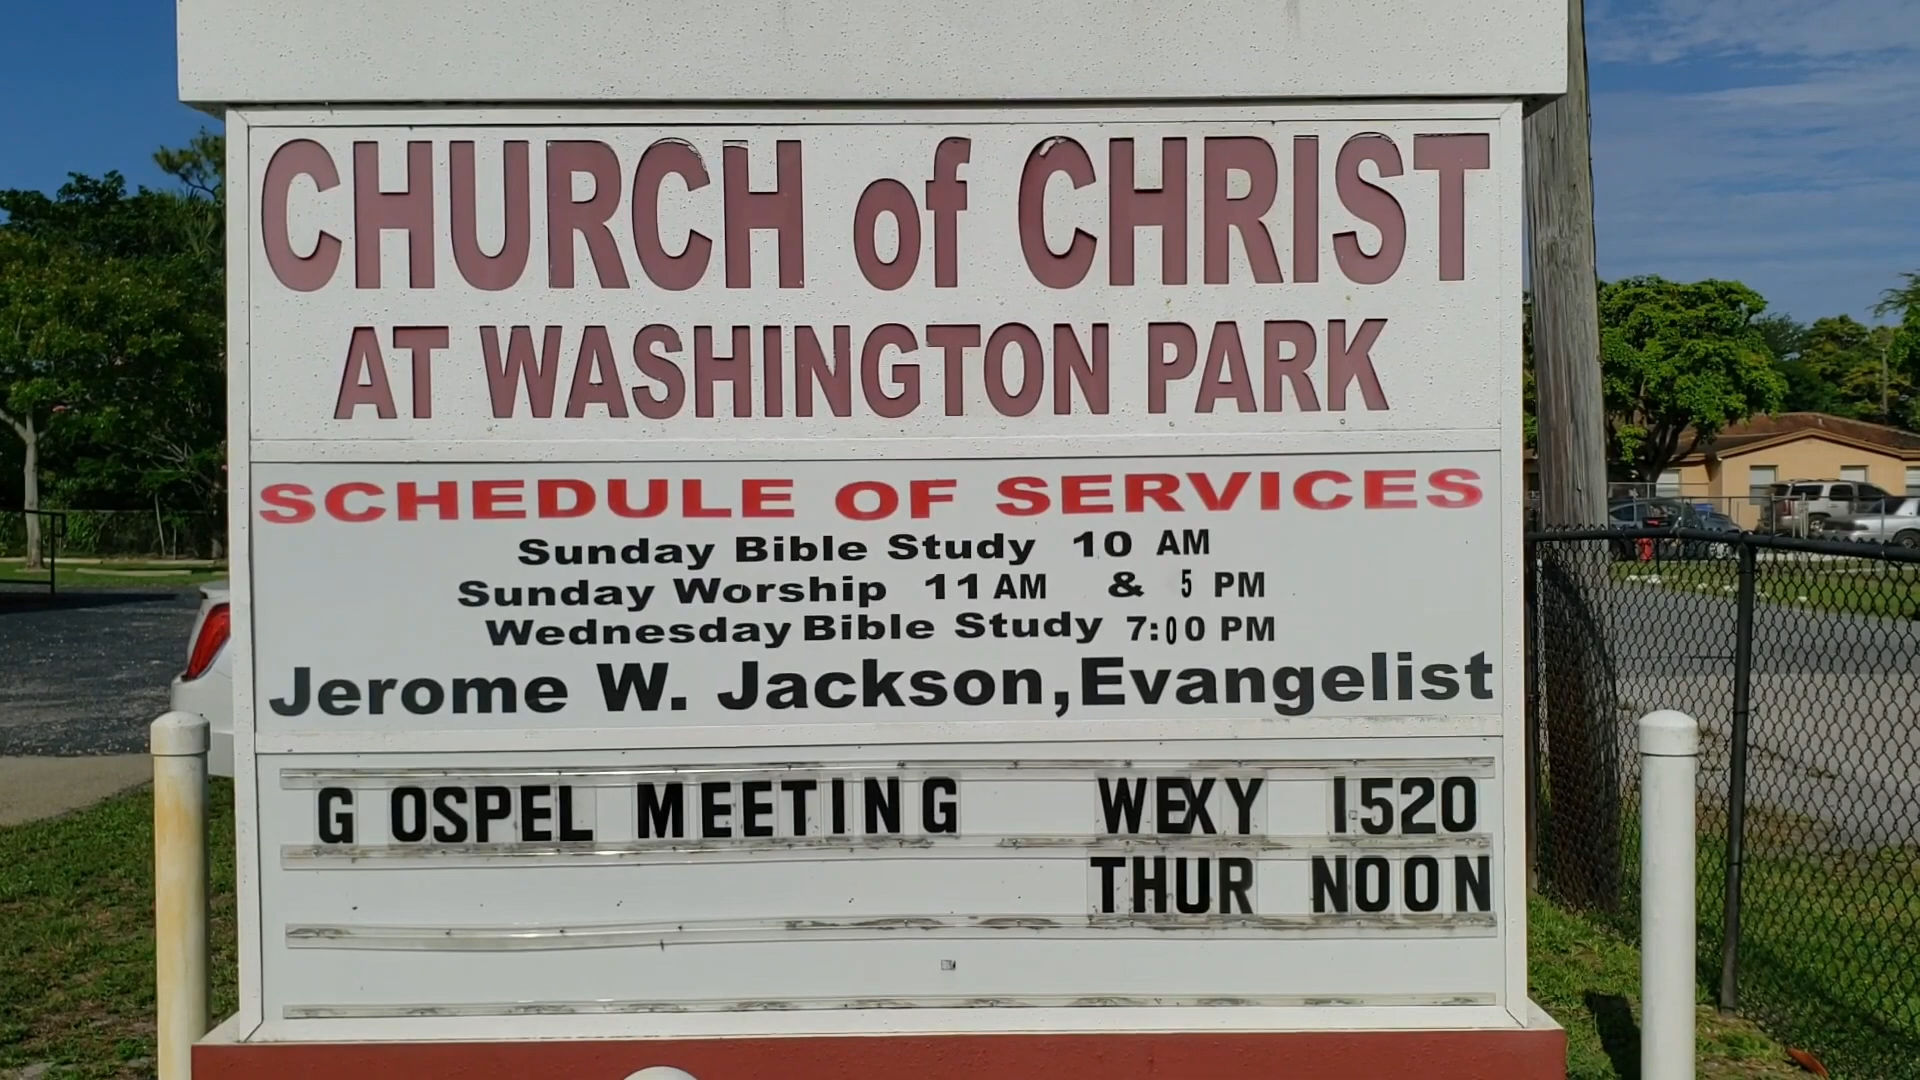 CHURCH of CHRIST
AT WASHINGTON PARK
SCHEDULE OF SERVICES
Sunday Bible Study 10 AM
Sunday Worship 11 AM & 5 PM
Wednesday Bible Study 7:00 PM
Jerome W. Jackson, Evangelist
GOSPEL MEETING WEXY 1520
THUR NOON